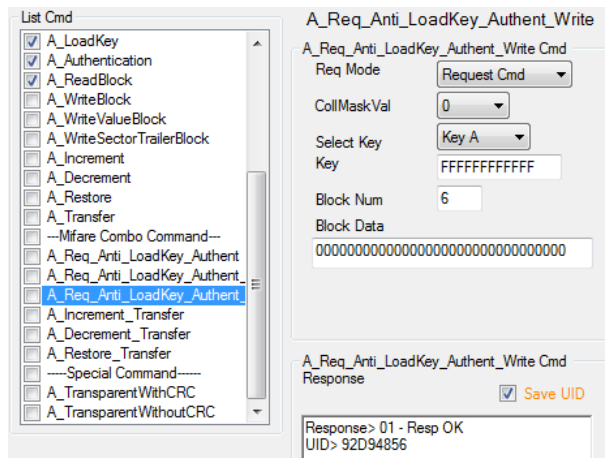 List Cmd
A_LoadKey
A_Authentication
A_ReadBlock
A_WriteBlock
A_WriteValueBlock
A_WriteSectorTrailerBlock
A_Increment
A_Decrement
A_Restore
A_Transfer
---Mifare Combo Command---
A_Req_Anti_LoadKey_Authent
A_Req_Anti_LoadKey_Authent_
A_Req_Anti_LoadKey_Authent_
A_Increment_Transfer
A_Decrement_Transfer
A_Restore_Transfer
-----Special Command------
A_TransparentWithCRC
A_TransparentWithoutCRC
A_Req_Anti_LoadKey_Authent_Write
A_Req_Anti_LoadKey_Authent_Write Cmd
Req Mode
Request Cmd
CollMaskVal
0
Select Key
Key A
Key
FFFFFFFFFFFF
Block Num
6
Block Data
00000000000000000000000000000000
A_Req_Anti_LoadKey_Authent_Write Cmd
Response
Save UID
Response> 01 - Resp OK
UID> 92D94856